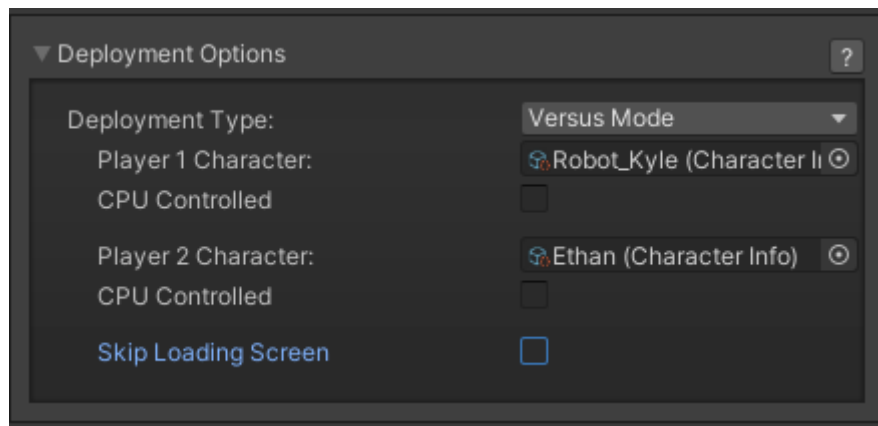 Deployment Options ?
Deployment Type: Versus Mode
Player 1 Character: Robot_Kyle (Character I
CPU Controlled
Player 2 Character: Ethan (Character Info)
CPU Controlled
Skip Loading Screen